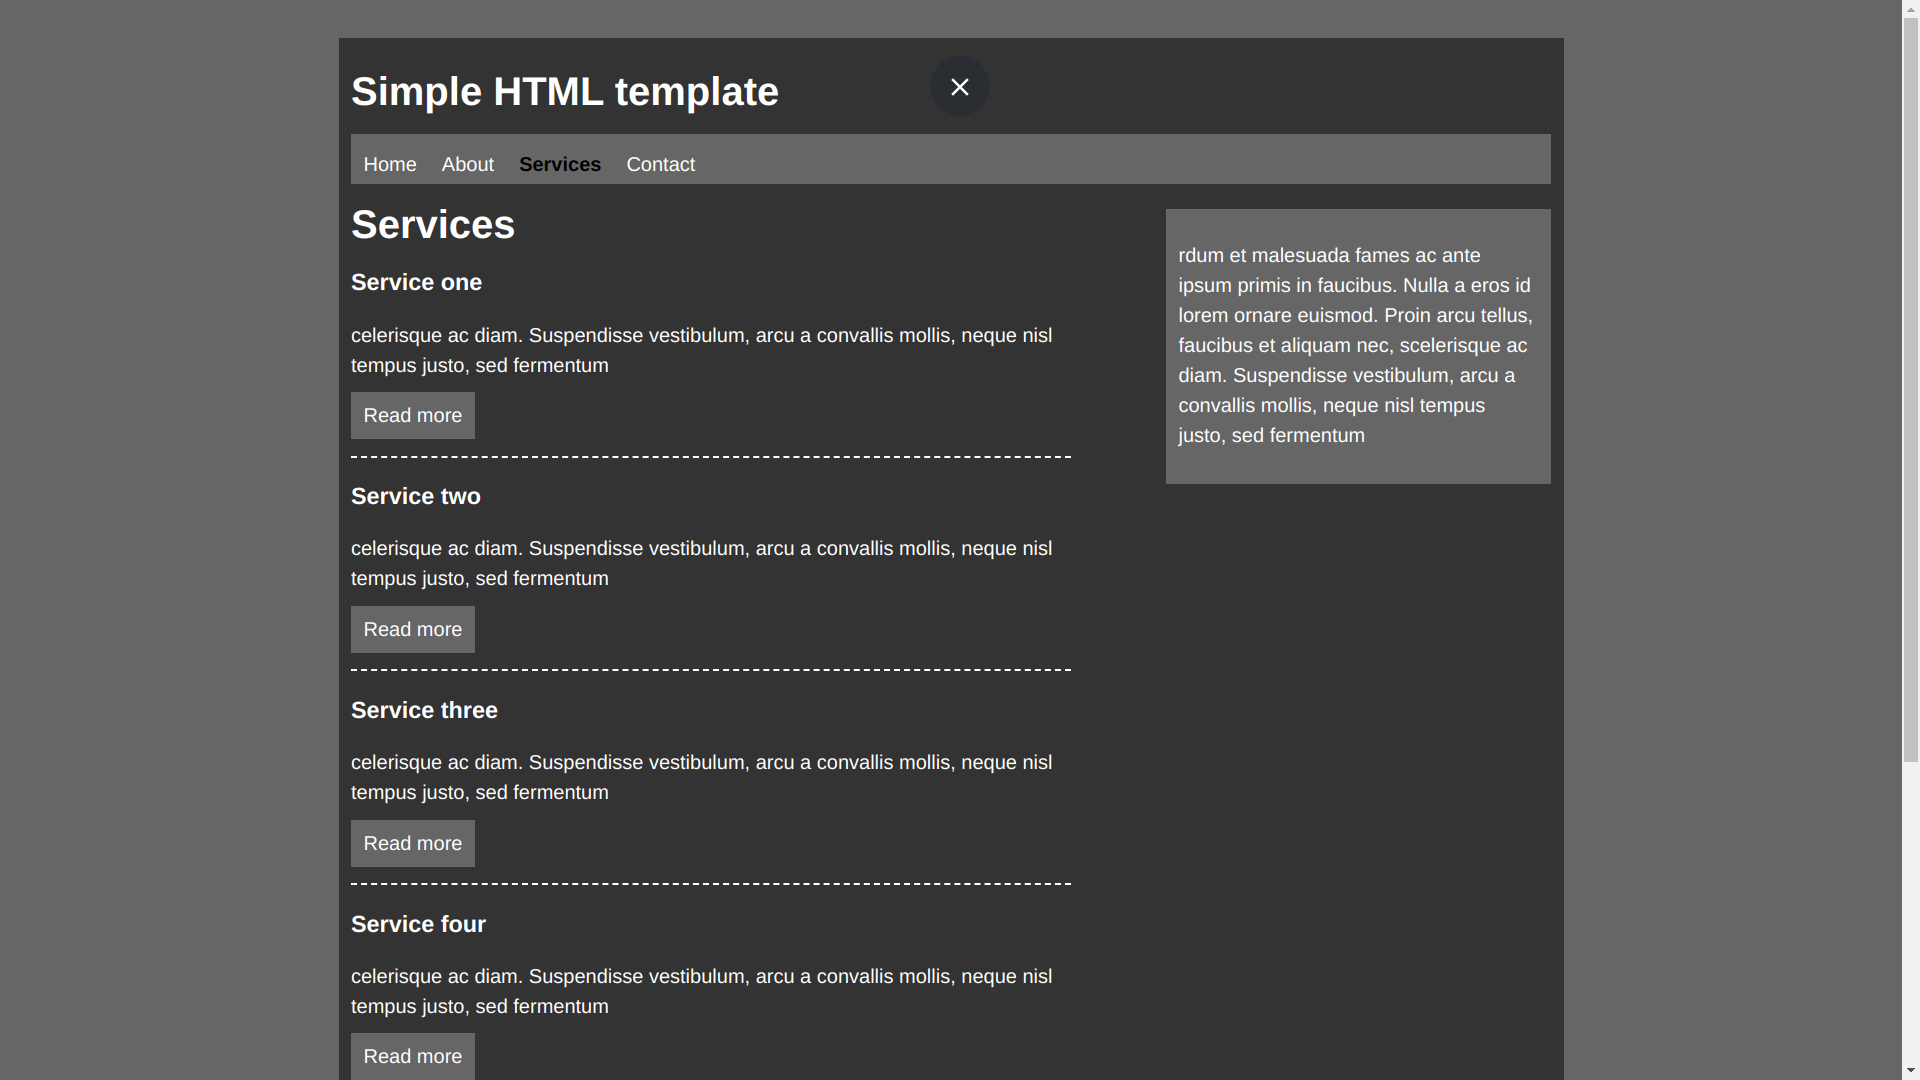 Simple HTML template
Home About Services Contact
Services
Service one
celerisque ac diam. Suspendisse vestibulum, arcu a convallis mollis, neque nisl
tempus justo, sed fermentum
Read more
Service two
celerisque ac diam. Suspendisse vestibulum, arcu a convallis mollis, neque nisl
tempus justo, sed fermentum
Read more
Service three
celerisque ac diam. Suspendisse vestibulum, arcu a convallis mollis, neque nisl
tempus justo, sed fermentum
Read more
Service four
celerisque ac diam. Suspendisse vestibulum, arcu a convallis mollis, neque nisl
tempus justo, sed fermentum
Read more
rdum et malesuada fames ac ante
ipsum primis in faucibus. Nulla a eros id
lorem ornare euismod. Proin arcu tellus,
faucibus et aliquam nec, scelerisque ac
diam. Suspendisse vestibulum, arcu a
convallis mollis, neque nisl tempus
justo, sed fermentum